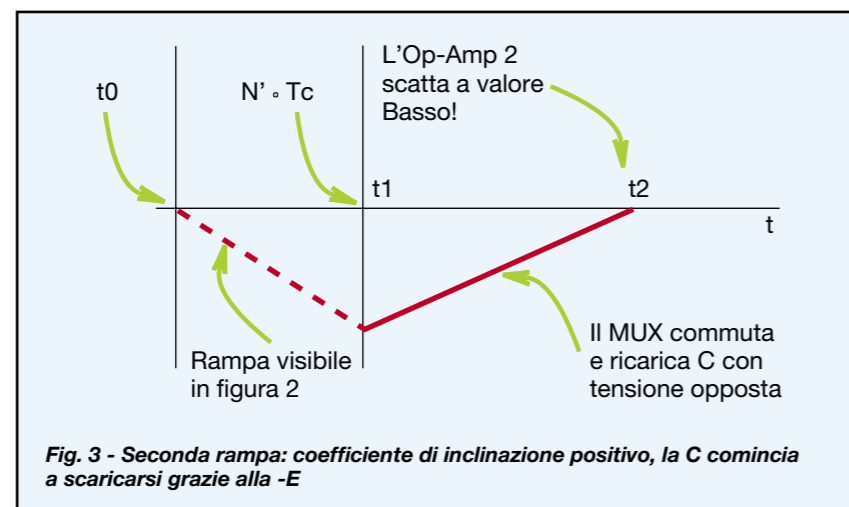 L'Op-Amp 2
scatta a valore
Basso!
t0
N' ∘ Tc
t1
t2
t
Rampa visibile
in figura 2
Il MUX commuta
e ricarica C con
tensione opposta
Fig. 3 - Seconda rampa: coefficiente di inclinazione positivo, la C comincia
a scaricarsi grazie alla -E